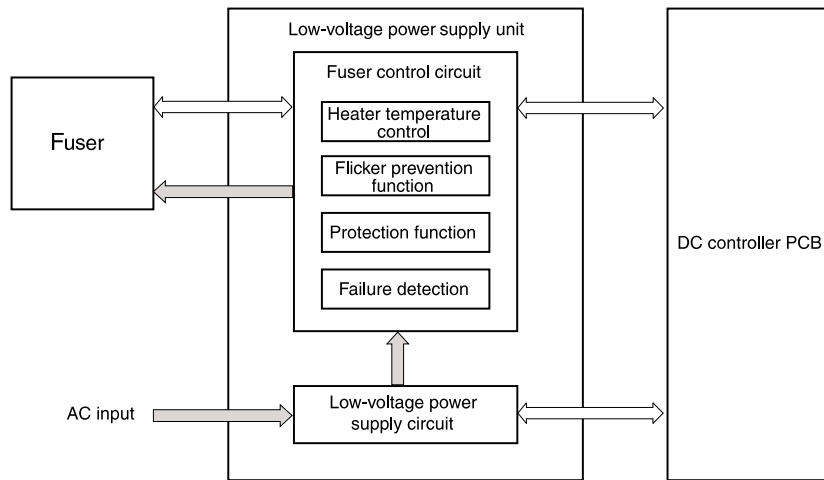 Low-voltage power supply unit
Fuser control circuit
Heater temperature
control
Fuser
Flicker prevention
function
Protection function
DC controller PCB
Failure detection
AC input
Low-voltage power
supply circuit